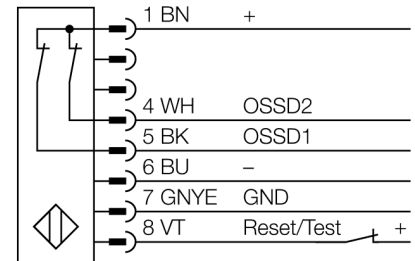 1 BN +
4 WH OSSD2
5 BK OSSD1
6 BU –
7 GNYE GND
8 VT Reset/Test +